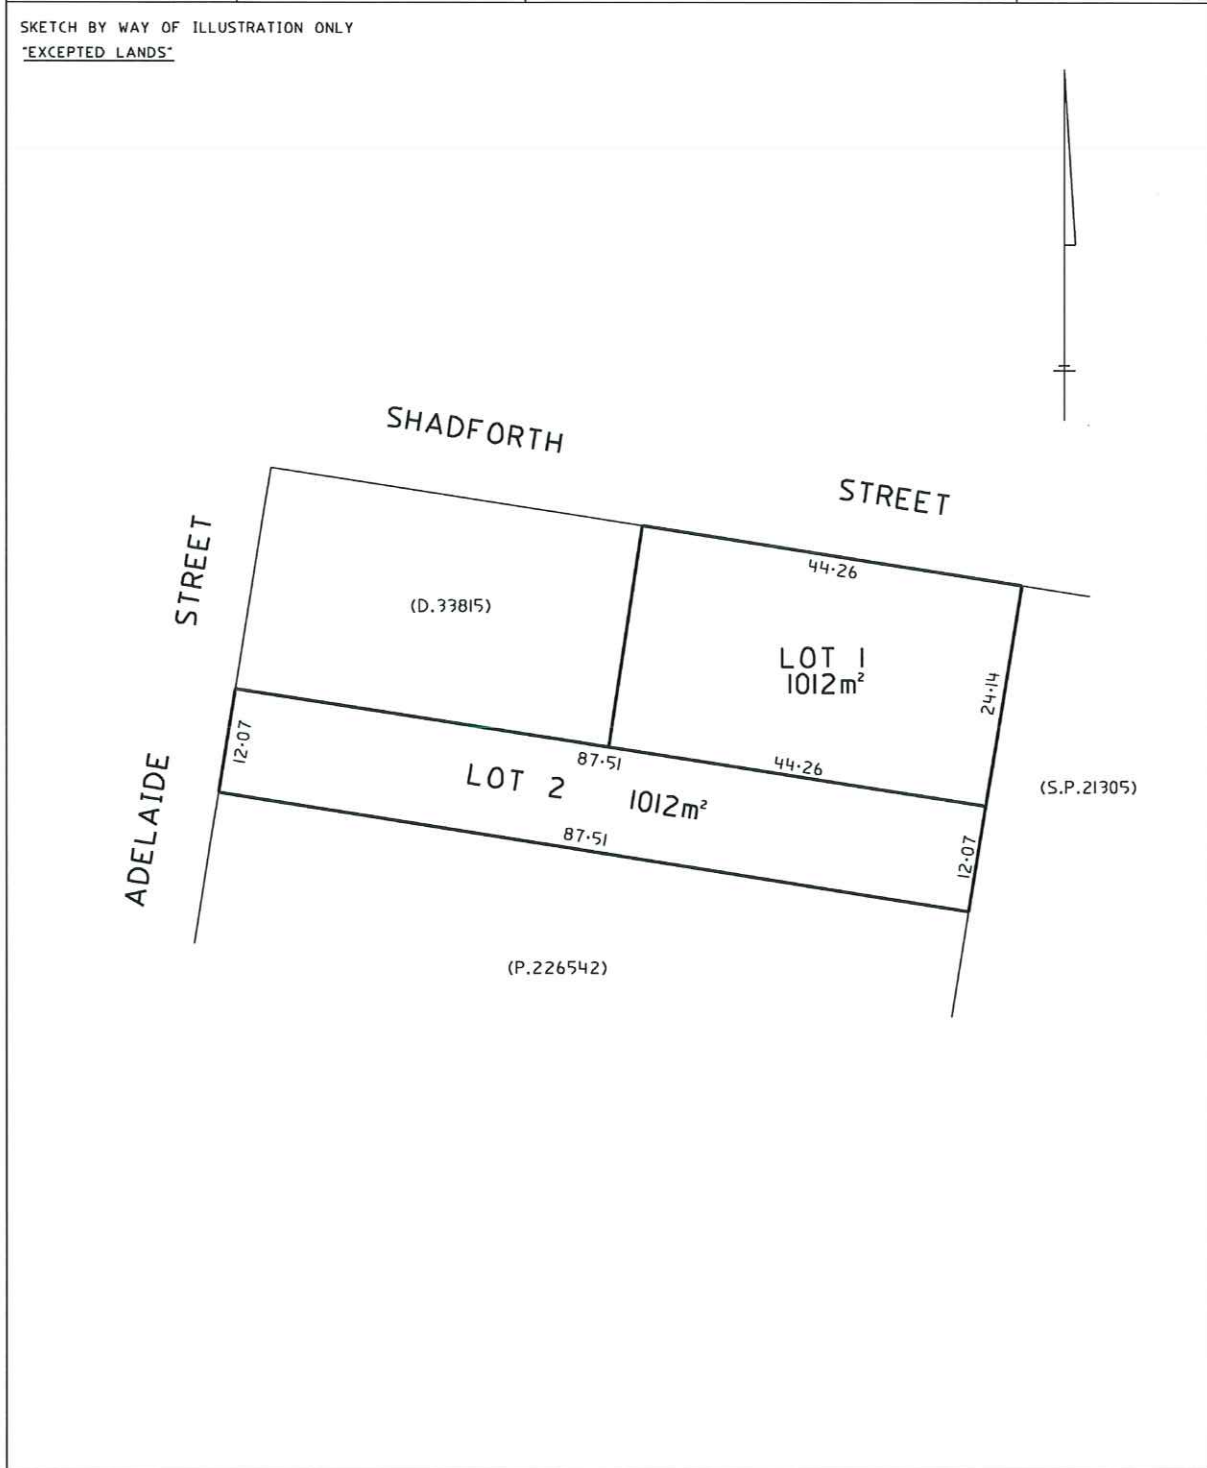 SKETCH BY WAY OF ILLUSTRATION ONLY
"EXCEPTED LANDS"
SHADFORTH
STREET
STREET
44·26
(D.33815)
LOT 1
1012m²
24·14
12·07
87·51
44·26
ADELAIDE
LOT 2 1012m²
(S.P.21305)
87·51
12·07
(P.226542)